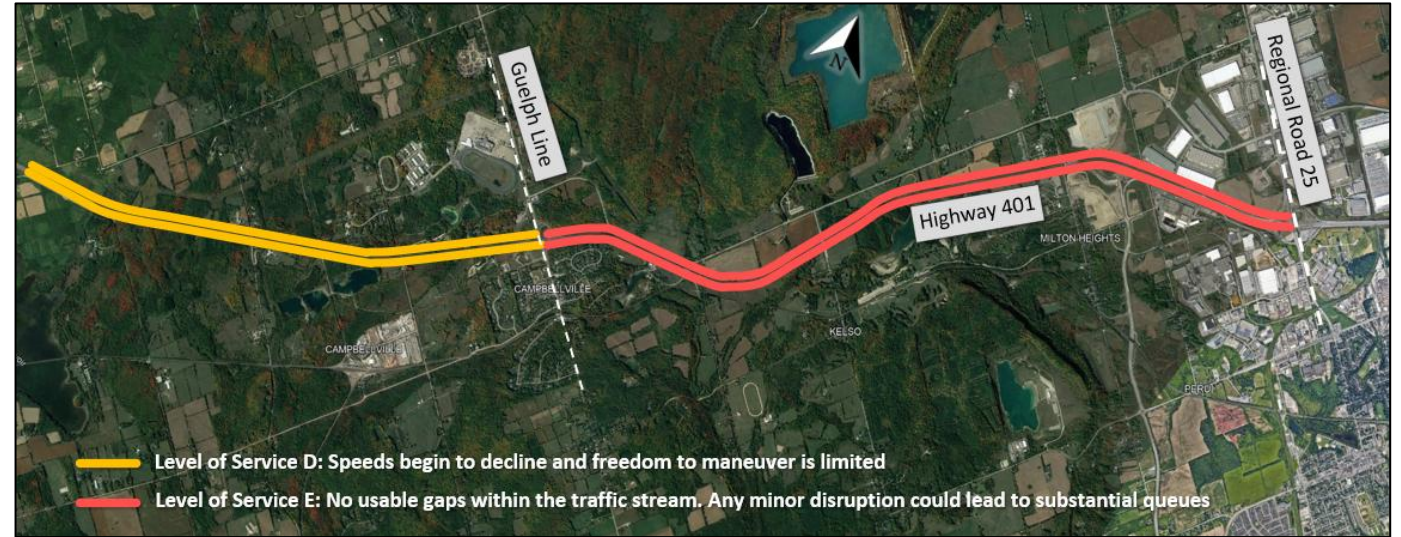 Guelph Line
Regional Road 25
N
Highway 401
MILTON HEIGHTS
CAMPBELLVILLE
KELSO
CAMPBELLVILLE
PERU
Level of Service D: Speeds begin to decline and freedom to maneuver is limited
Level of Service E: No usable gaps within the traffic stream. Any minor disruption could lead to substantial queues